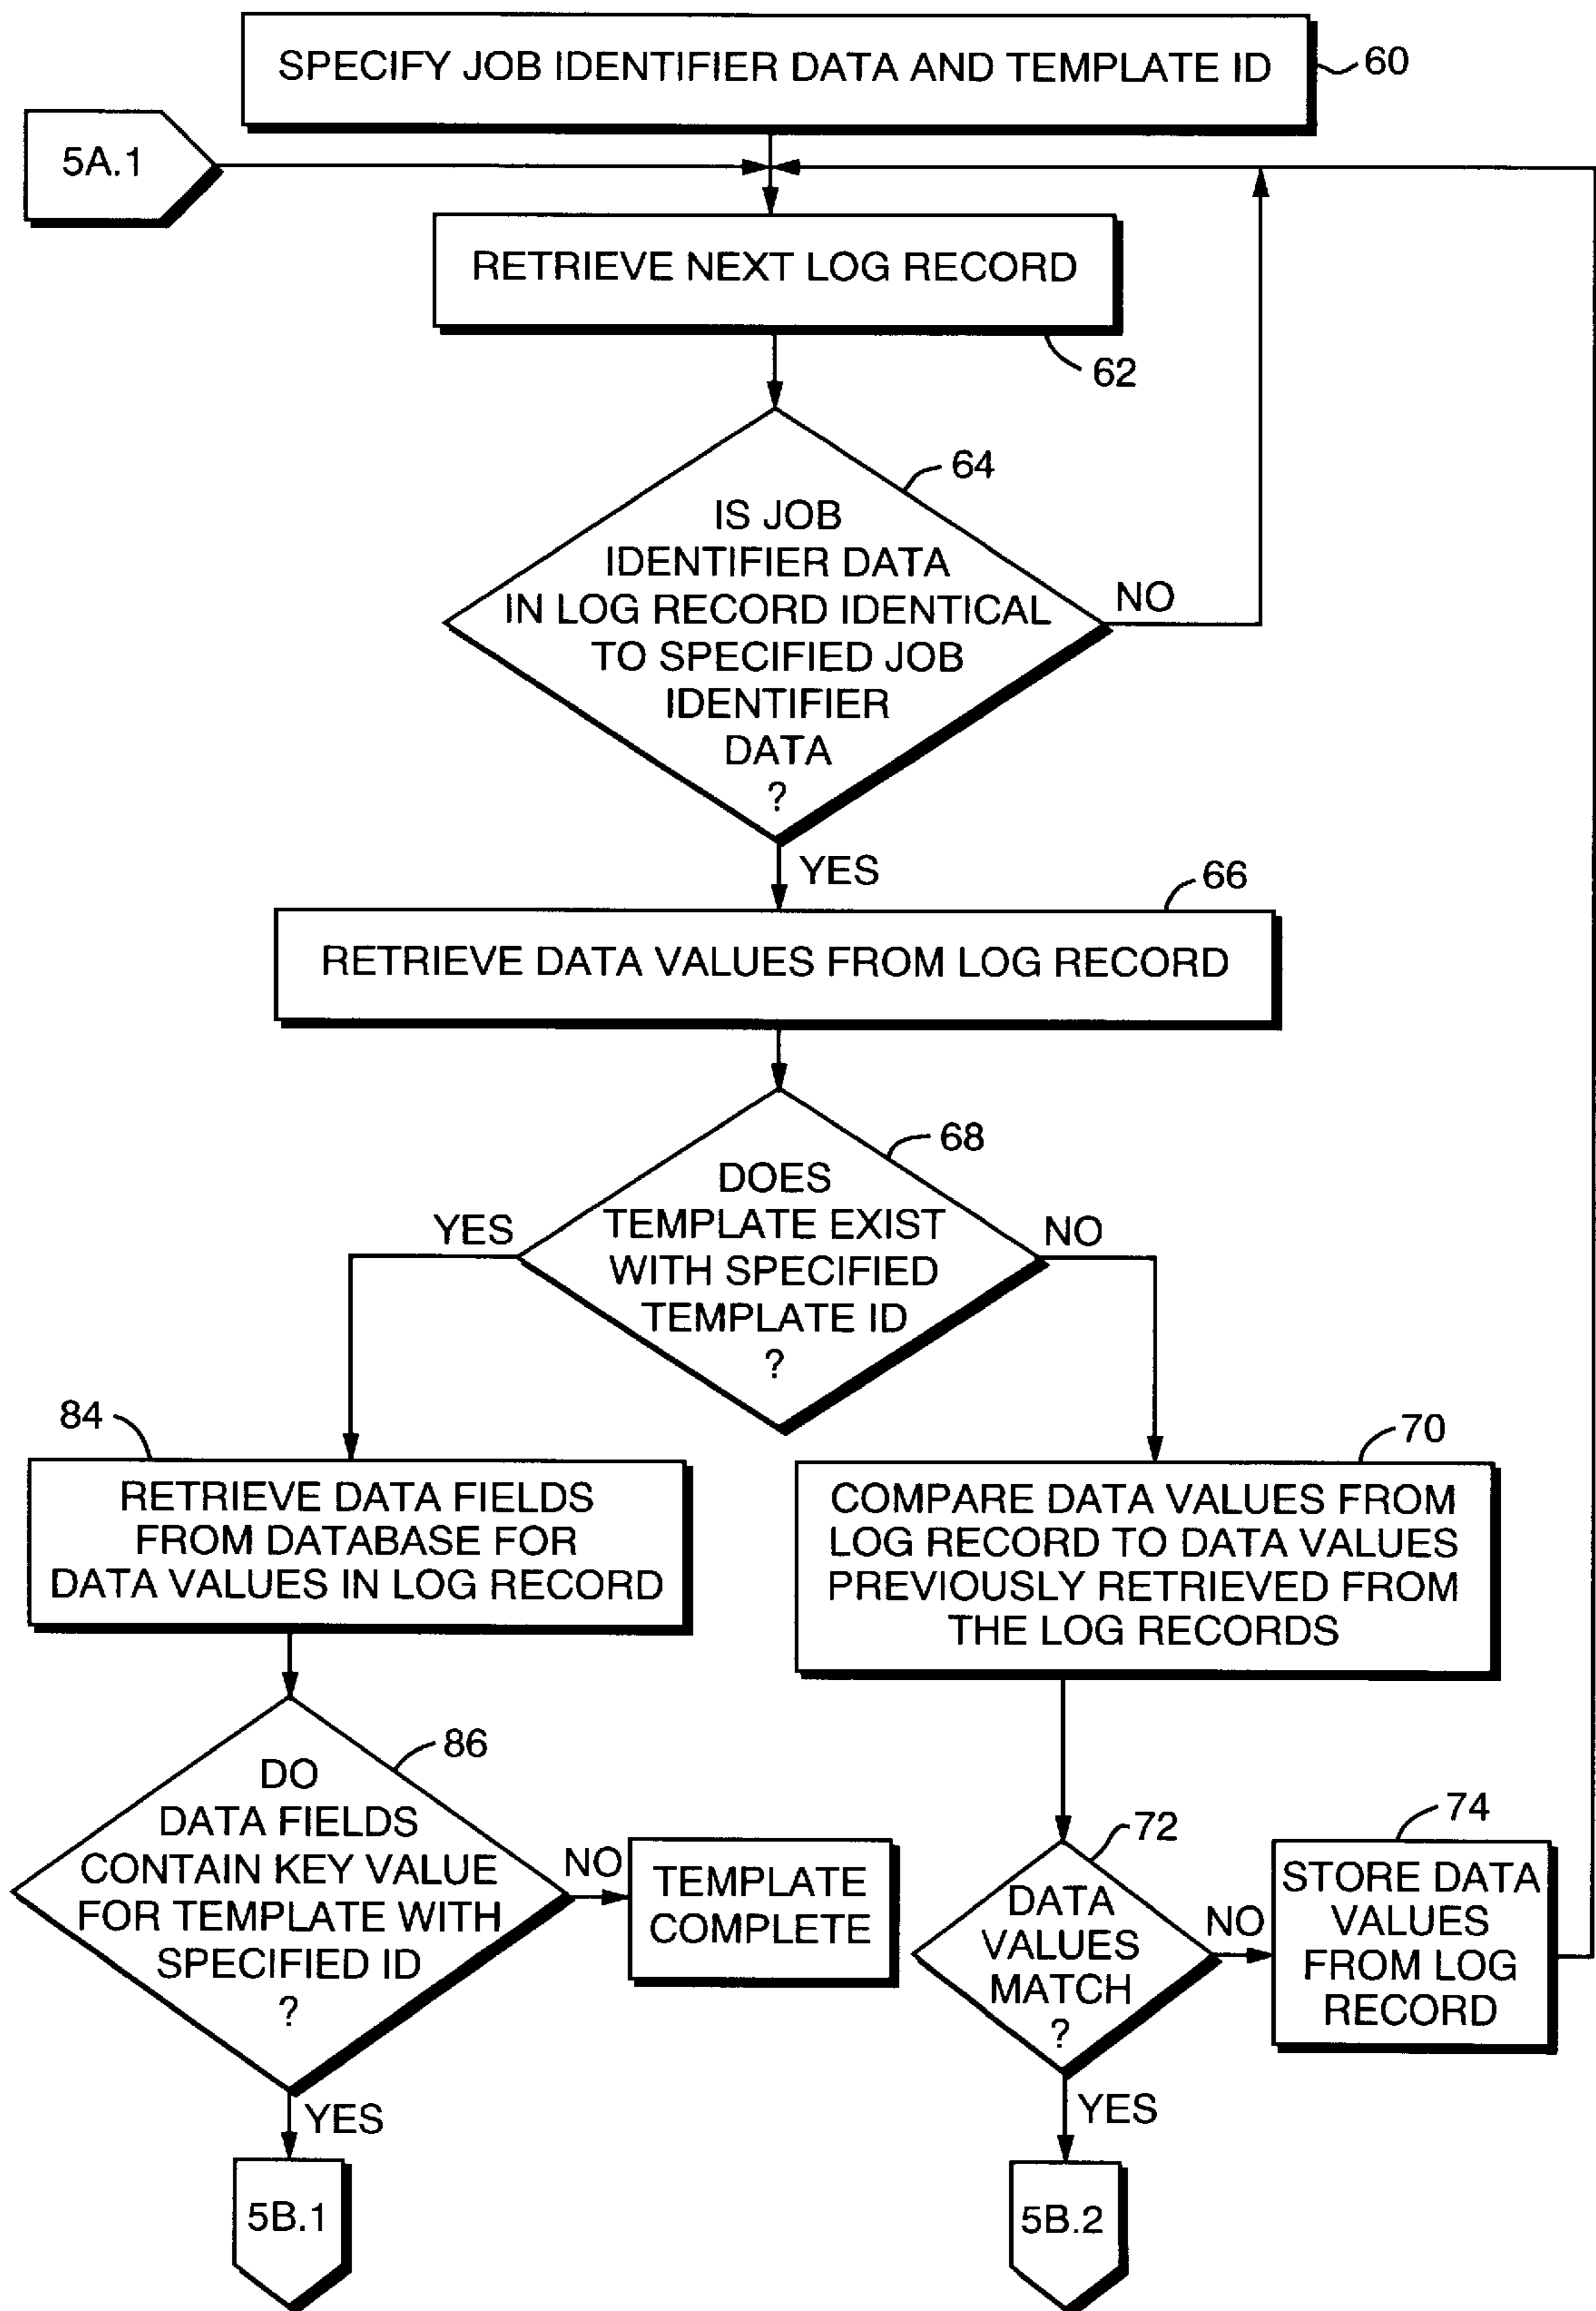 SPECIFY JOB IDENTIFIER DATA AND TEMPLATE ID
60
5A.1
RETRIEVE NEXT LOG RECORD
62
64
IS JOB
IDENTIFIER DATA
IN LOG RECORD IDENTICAL
TO SPECIFIED JOB
IDENTIFIER
DATA
?
NO
YES
66
RETRIEVE DATA VALUES FROM LOG RECORD
68
DOES
TEMPLATE EXIST
WITH SPECIFIED
TEMPLATE ID
?
YES
NO
84
RETRIEVE DATA FIELDS
FROM DATABASE FOR
DATA VALUES IN LOG RECORD
70
COMPARE DATA VALUES FROM
LOG RECORD TO DATA VALUES
PREVIOUSLY RETRIEVED FROM
THE LOG RECORDS
86
DO
DATA FIELDS
CONTAIN KEY VALUE
FOR TEMPLATE WITH
SPECIFIED ID
?
NO
TEMPLATE
COMPLETE
YES
5B.1
72
DATA
VALUES
MATCH
?
NO
74
STORE DATA
VALUES
FROM LOG
RECORD
YES
5B.2